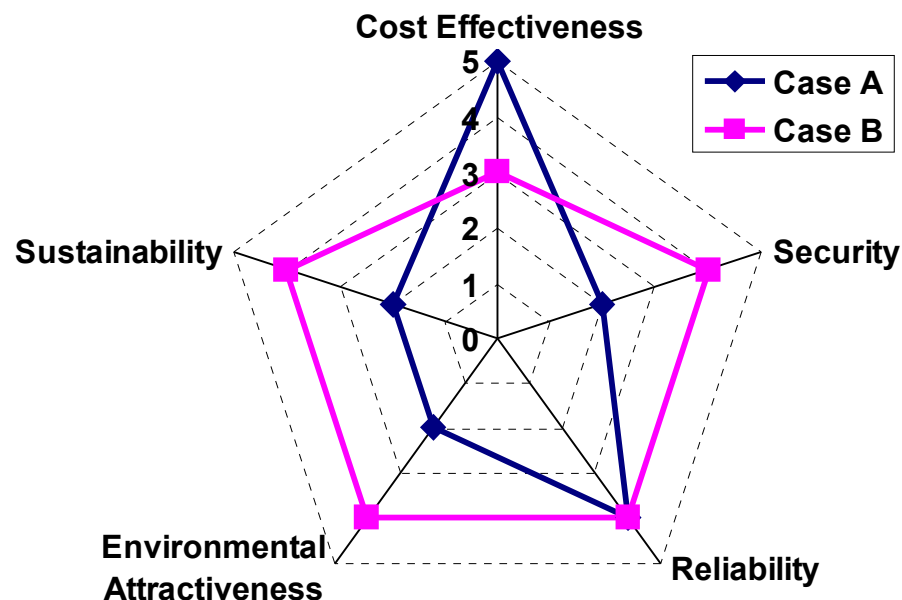 Cost Effectiveness
5
4
3
2
1
0
Case A
Case B
Sustainability
Security
Environmental
Attractiveness
Reliability